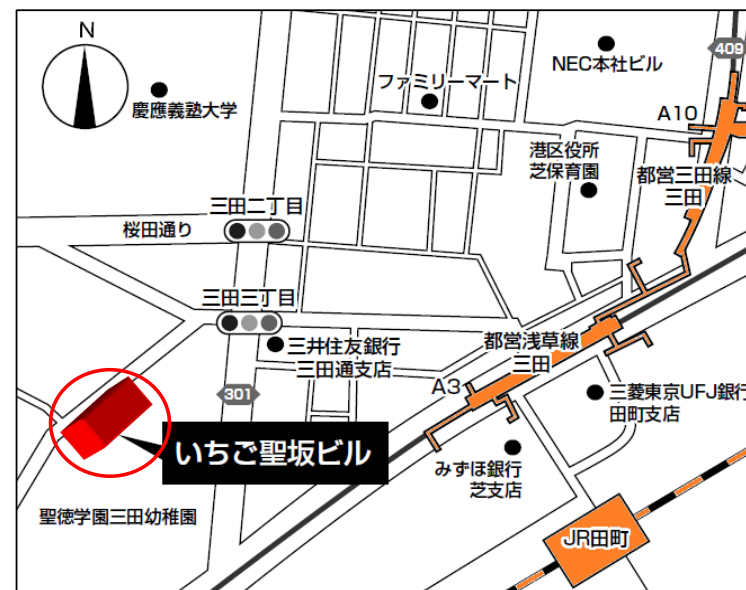 N
慶應義塾大学
ファミリーマート
NEC本社ビル
409
A10
港区役所
芝保育園
都営三田線
三田
三田二丁目
桜田通り
三田三丁目
三井住友銀行
三田通支店
都営浅草線
三田
A3
301
三菱東京UFJ銀行
田町支店
いちご聖坂ビル
みずほ銀行
芝支店
聖徳学園三田幼稚園
JR田町